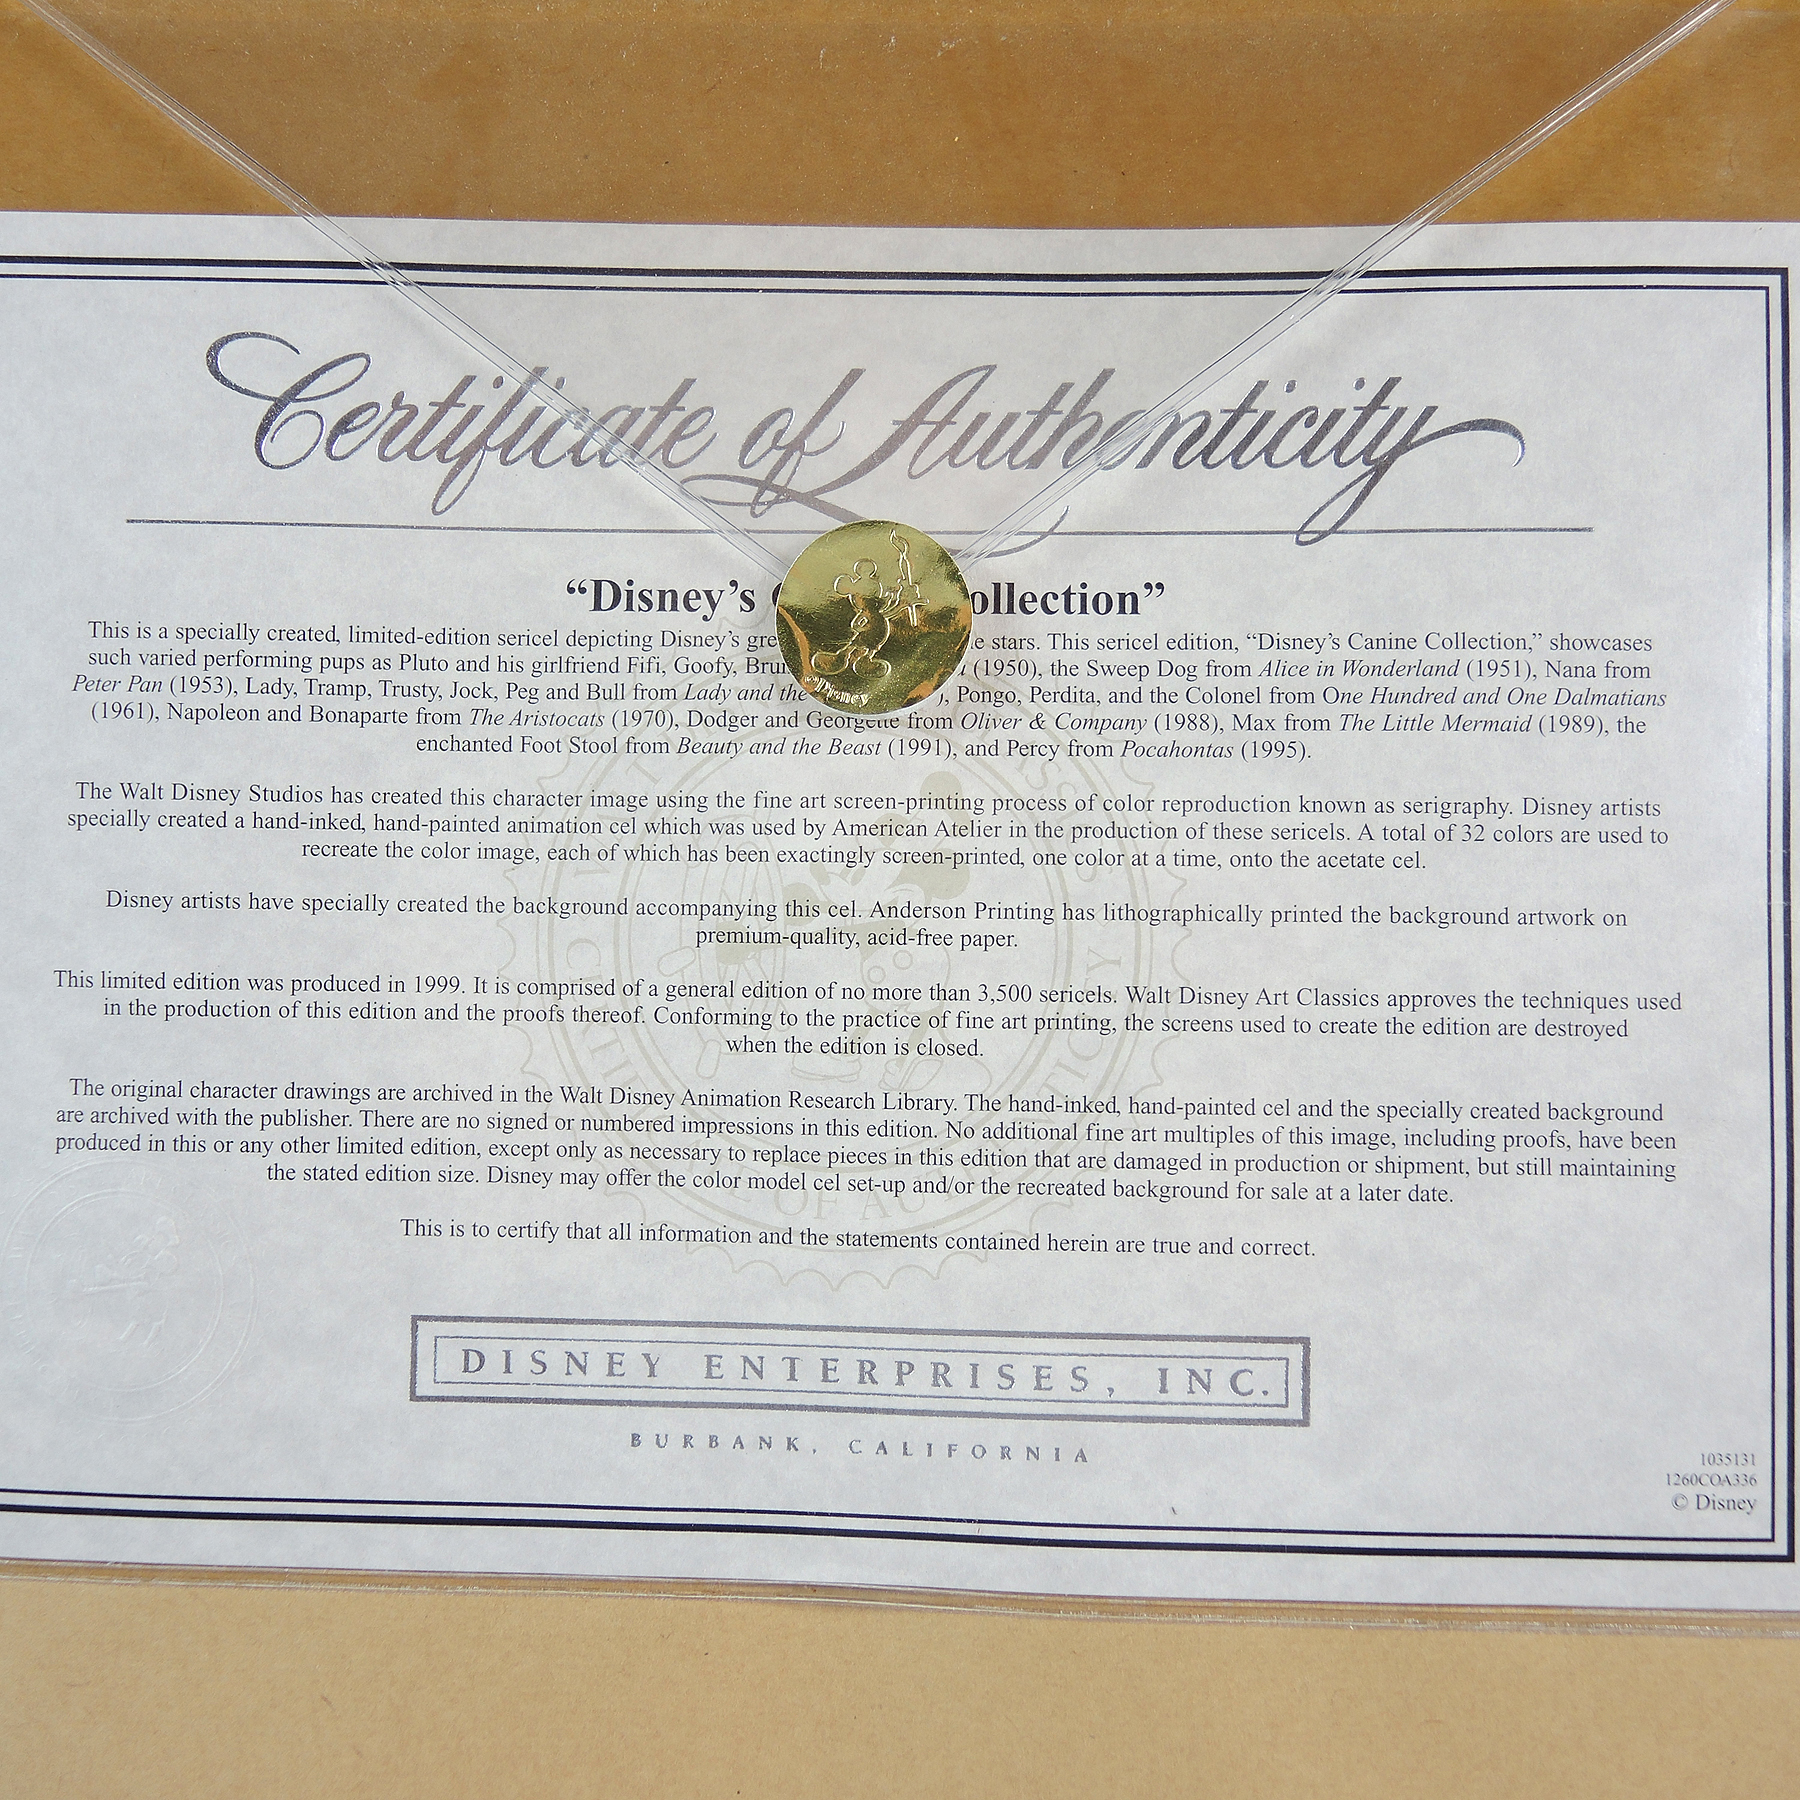 Certificate of Authenticity
“Disney’s ollection”
This is a specially created, limited-edition sericel depicting Disney’s gre e stars. This sericel edition, “Disney’s Canine Collection,” showcases
such varied performing pups as Pluto and his girlfriend Fifi, Goofy, Bru (1950), the Sweep Dog from Alice in Wonderland (1951), Nana from
Peter Pan (1953), Lady, Tramp, Trusty, Jock, Peg and Bull from Lady and the ), Pongo, Perdita, and the Colonel from One Hundred and One Dalmatians
(1961), Napoleon and Bonaparte from The Aristocats (1970), Dodger and Georgette from Oliver & Company (1988), Max from The Little Mermaid (1989), the
enchanted Foot Stool from Beauty and the Beast (1991), and Percy from Pocahontas (1995).
The Walt Disney Studios has created this character image using the fine art screen-printing process of color reproduction known as serigraphy. Disney artists
specially created a hand-inked, hand-painted animation cel which was used by American Atelier in the production of these sericels. A total of 32 colors are used to
recreate the color image, each of which has been exactingly screen-printed, one color at a time, onto the acetate cel.
Disney artists have specially created the background accompanying this cel. Anderson Printing has lithographically printed the background artwork on
premium-quality, acid-free paper.
This limited edition was produced in 1999. It is comprised of a general edition of no more than 3,500 sericels. Walt Disney Art Classics approves the techniques used
in the production of this edition and the proofs thereof. Conforming to the practice of fine art printing, the screens used to create the edition are destroyed
when the edition is closed.
The original character drawings are archived in the Walt Disney Animation Research Library. The hand-inked, hand-painted cel and the specially created background
are archived with the publisher. There are no signed or numbered impressions in this edition. No additional fine art multiples of this image, including proofs, have been
produced in this or any other limited edition, except only as necessary to replace pieces in this edition that are damaged in production or shipment, but still maintaining
the stated edition size. Disney may offer the color model cel set-up and/or the recreated background for sale at a later date.
This is to certify that all information and the statements contained herein are true and correct.
DISNEY ENTERPRISES, INC.
BURBANK, CALIFORNIA
1035131
1260COA336
© Disney
©Disney